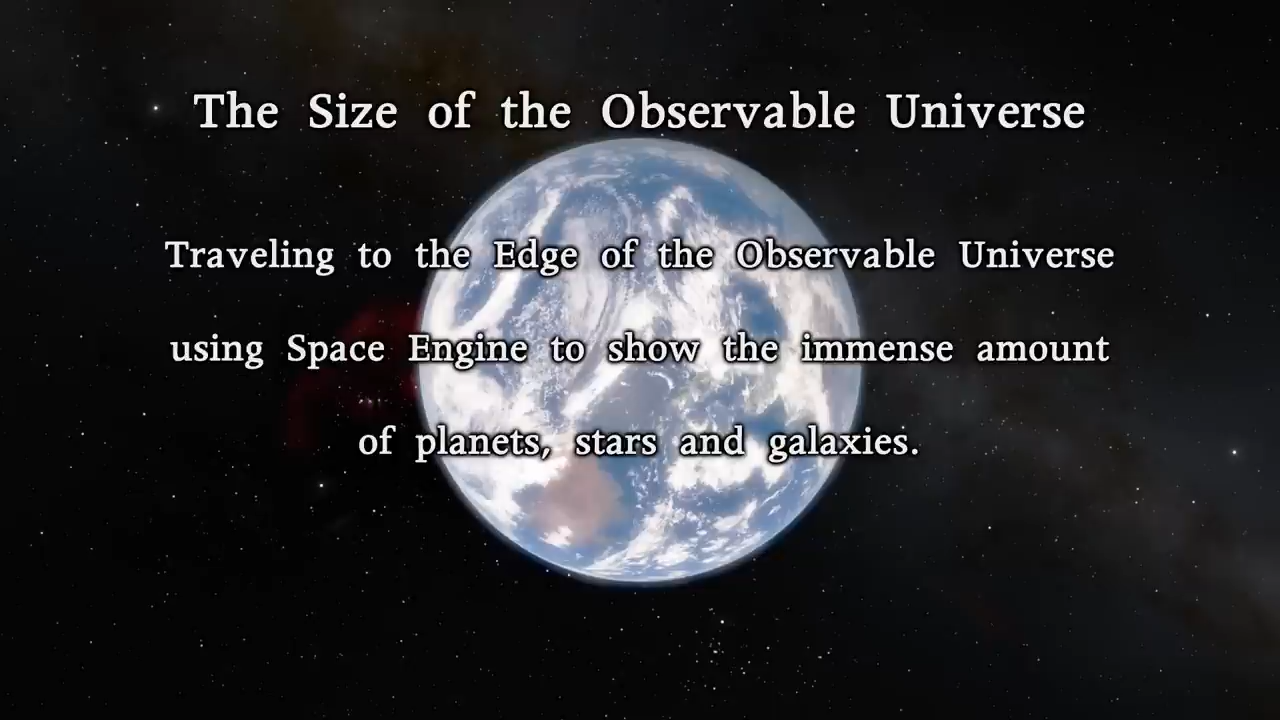 The Size of the Observable Universe
Traveling to the Edge of the Observable Universe
using Space Engine to show the immense amount
of planets, stars and galaxies.